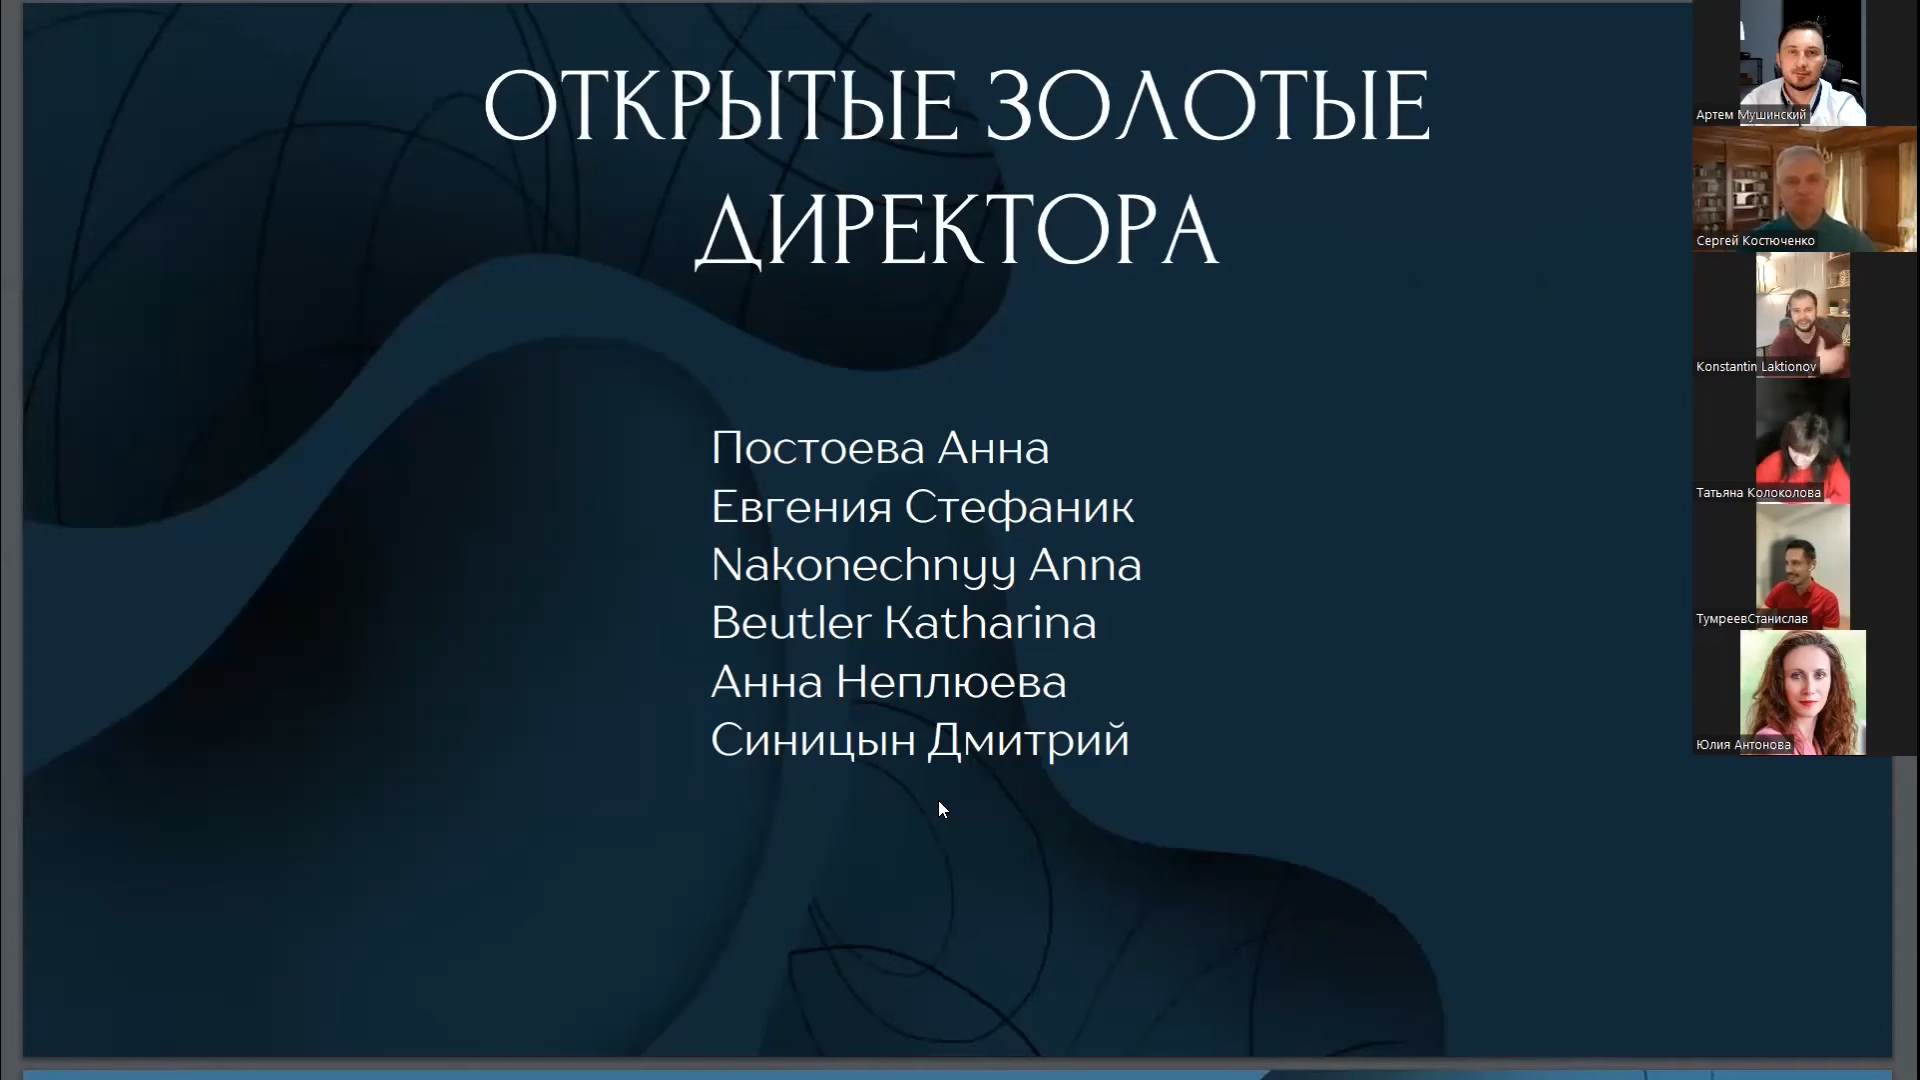 ОТКРЫТЫЕ ЗОЛОТЫЕ
ДИРЕКТОРА
Постоева Анна
Евгения Стефаник
Nakonechnyy Anna
Beutler Katharina
Анна Неплюева
Синицын Дмитрий
Артем Мушинский
Сергей Костюченко
Konstantin Laktionov
Татьяна Колоколова
ТумреевСтанислав
Юлия Антонова